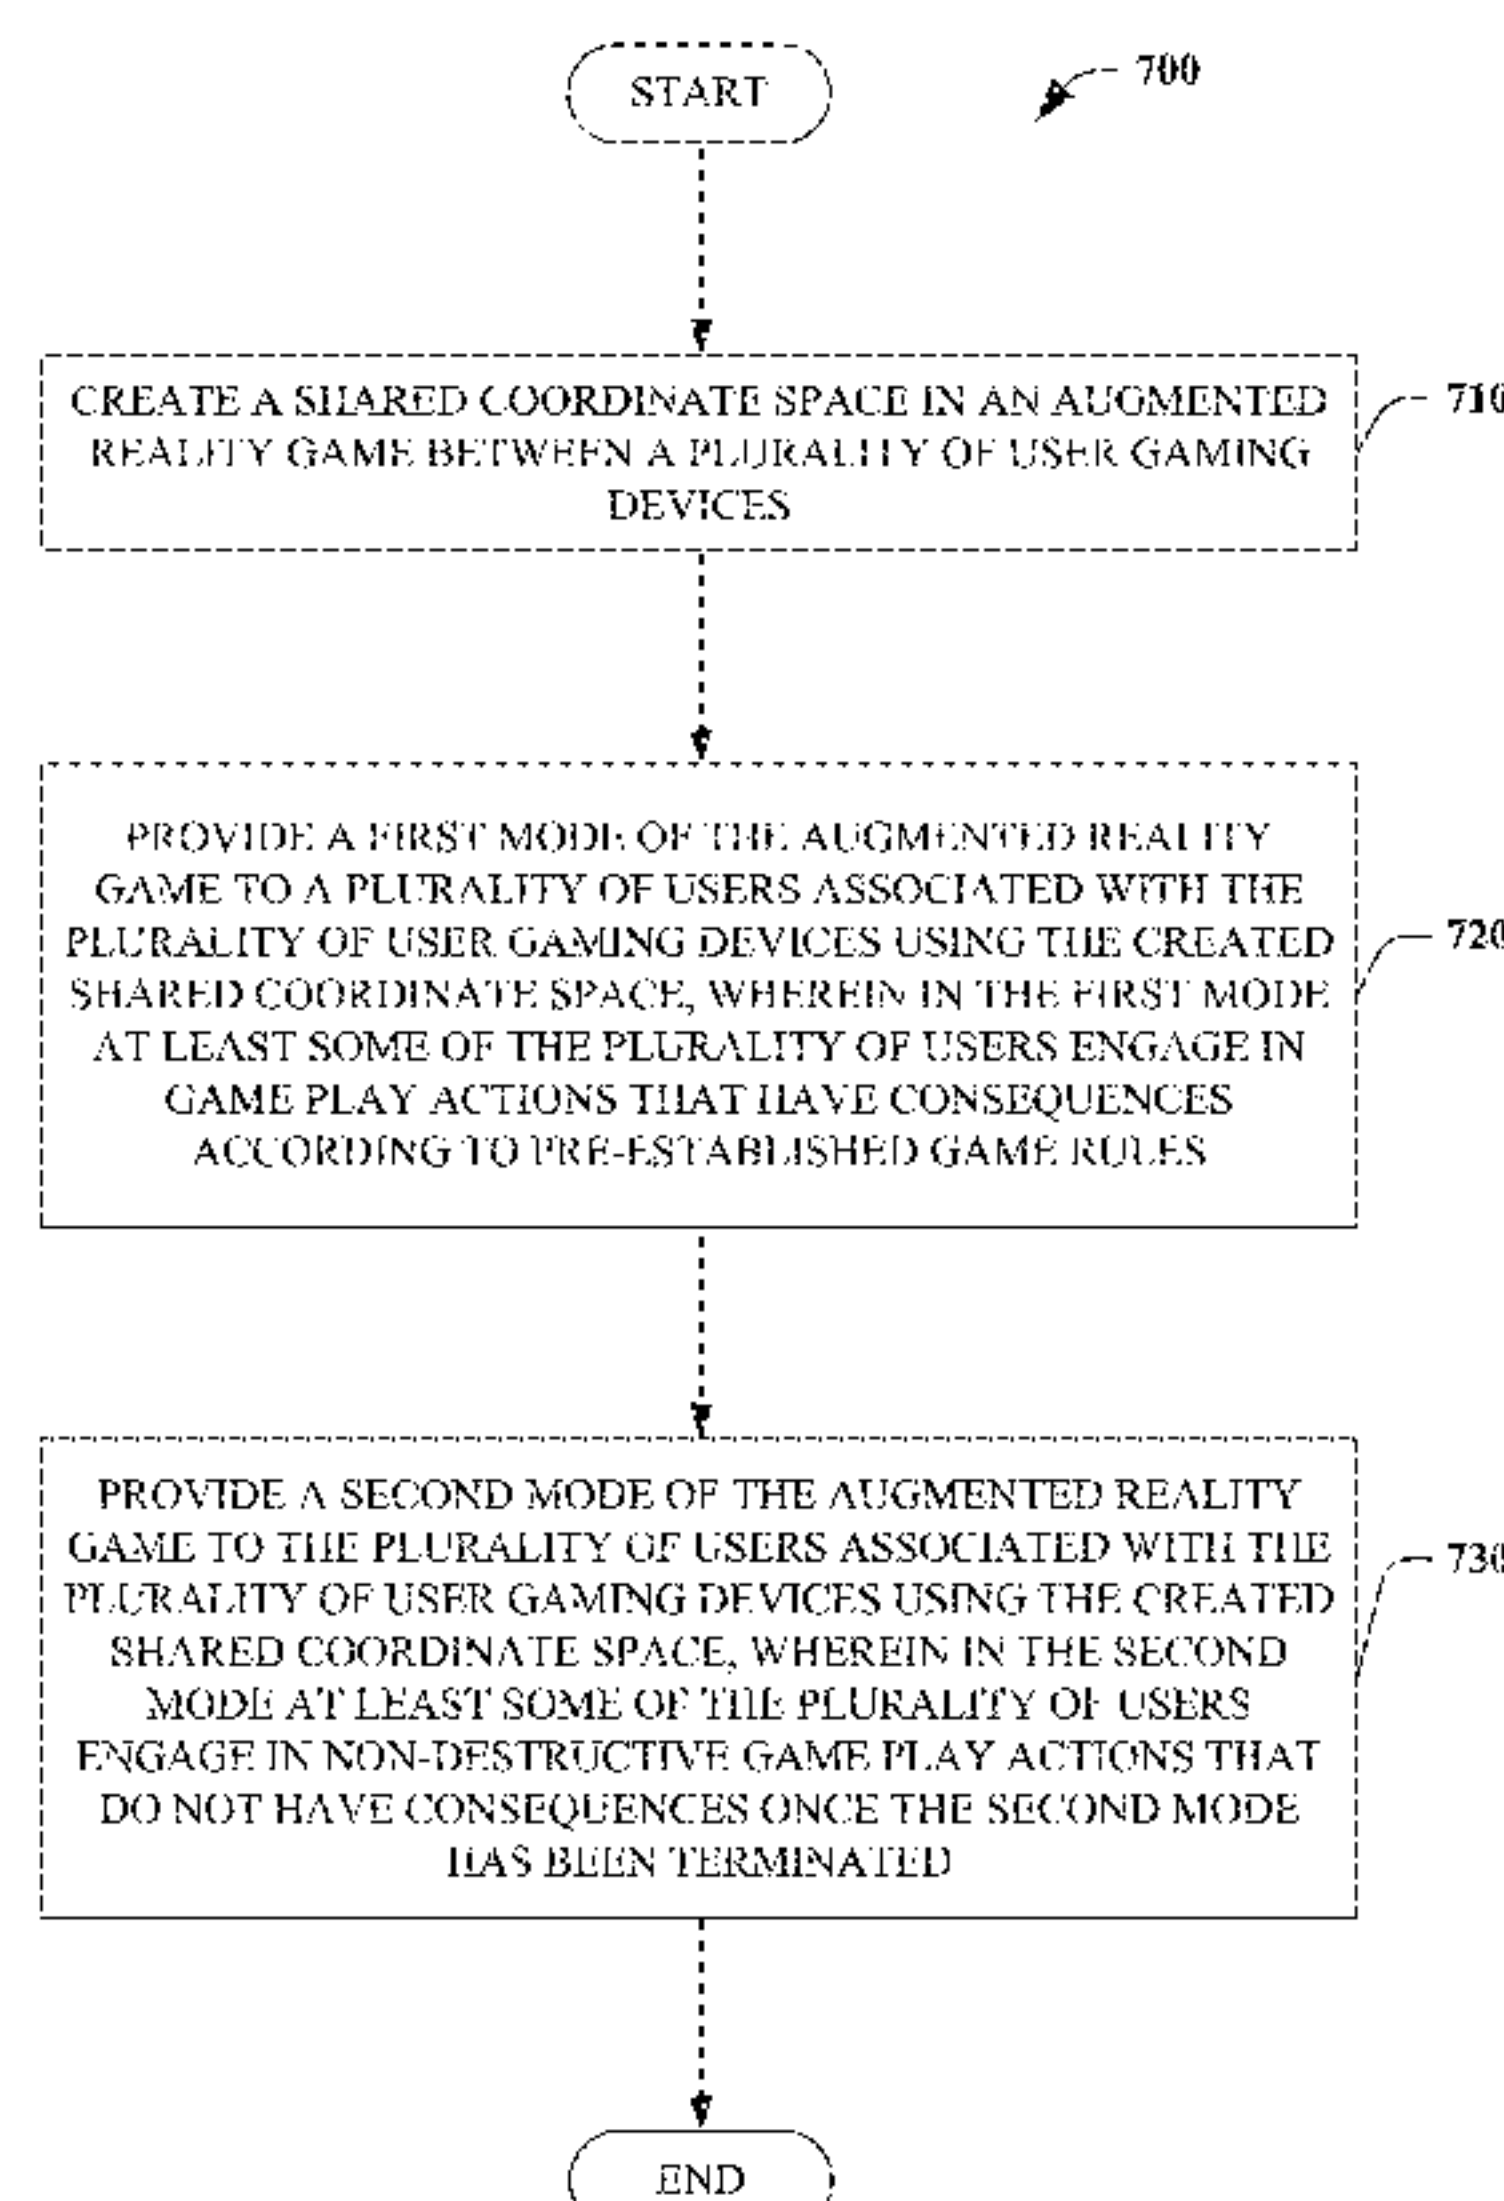 START
700
CREATE A SHARED COORDINATE SPACE IN AN AUGMENTED
REALITY GAME BETWEEN A PLURALITY OF USER GAMING
DEVICES
710
PROVIDE A FIRST MODE OF THE AUGMENTED REALITY
GAME TO A PLURALITY OF USERS ASSOCIATED WITH THE
PLURALITY OF USER GAMING DEVICES USING THE CREATED
SHARED COORDINATE SPACE, WHEREIN IN THE FIRST MODE
AT LEAST SOME OF THE PLURALITY OF USERS ENGAGE IN
GAME PLAY ACTIONS THAT HAVE CONSEQUENCES
ACCORDING TO PRE-ESTABLISHED GAME RULES
720
PROVIDE A SECOND MODE OF THE AUGMENTED REALITY
GAME TO THE PLURALITY OF USERS ASSOCIATED WITH THE
PLURALITY OF USER GAMING DEVICES USING THE CREATED
SHARED COORDINATE SPACE, WHEREIN IN THE SECOND
MODE AT LEAST SOME OF THE PLURALITY OF USERS
ENGAGE IN NON-DESTRUCTIVE GAME PLAY ACTIONS THAT
DO NOT HAVE CONSEQUENCES ONCE THE SECOND MODE
HAS BEEN TERMINATED
730
END